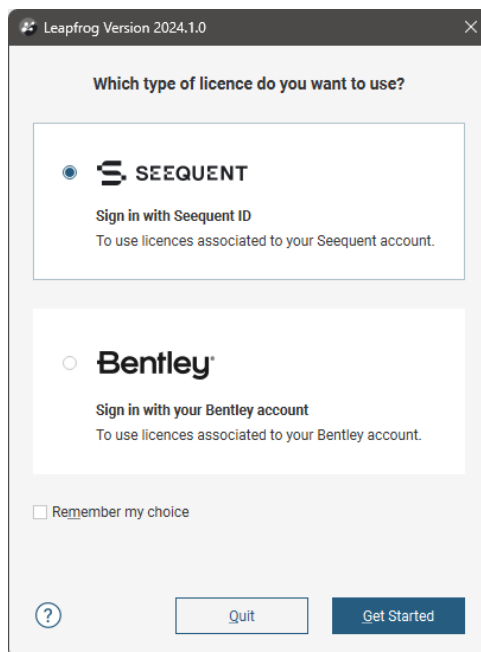 Leapfrog Version 2024.1.0
Which type of licence do you want to use?
SEEQUENT
Sign in with Seequent ID
To use licences associated to your Seequent account.
Bentley®
Sign in with your Bentley account
To use licences associated to your Bentley account.
Remember my choice
?
Quit
Get Started